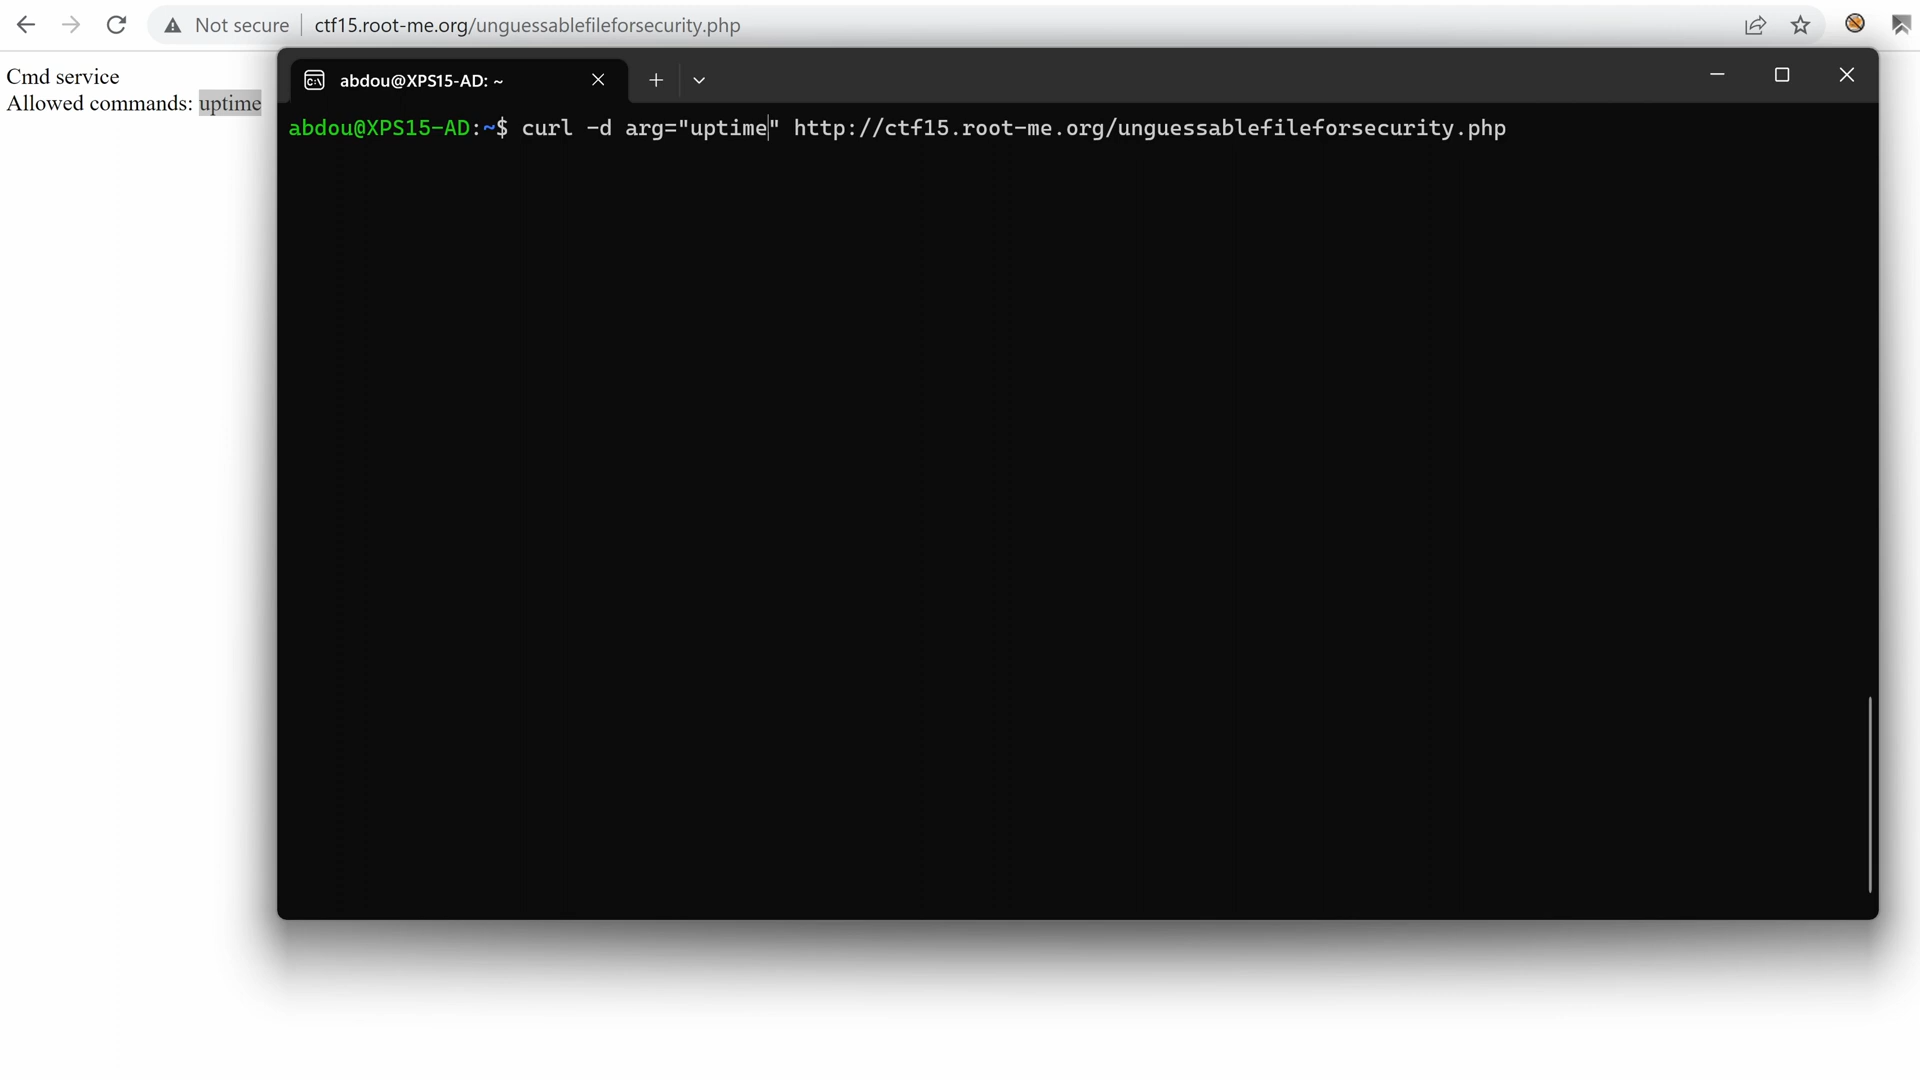 Not secure
ctf15.root-me.org/unguessablefileforsecurity.php
Cmd service
Allowed commands: uptime
abdou@XPS15-AD: ~
abdou@XPS15-AD:~$ curl -d arg="uptime" http://ctf15.root-me.org/unguessablefileforsecurity.php